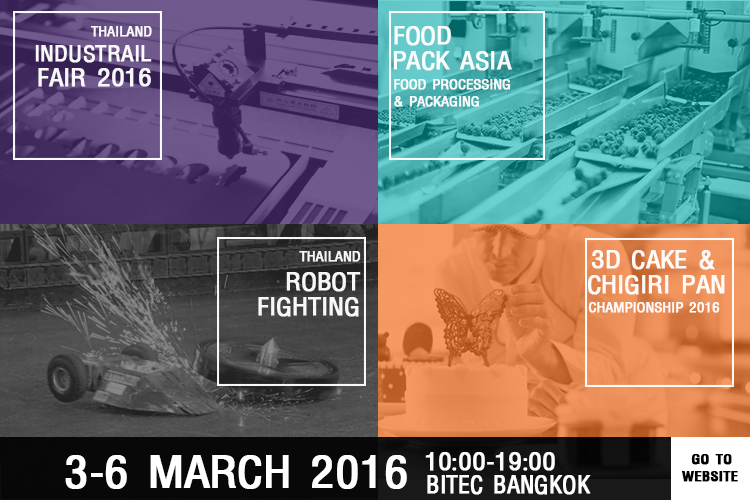 THAILAND
INDUSTRAIL
FAIR 2016
FOOD
PACK ASIA
FOOD PROCESSING
& PACKAGING
THAILAND
ROBOT
FIGHTING
3D CAKE &
CHIGIRI PAN
CHAMPIONSHIP 2016
3-6 MARCH 2016
10:00-19:00
BITEC BANGKOK
GO TO
WEBSITE